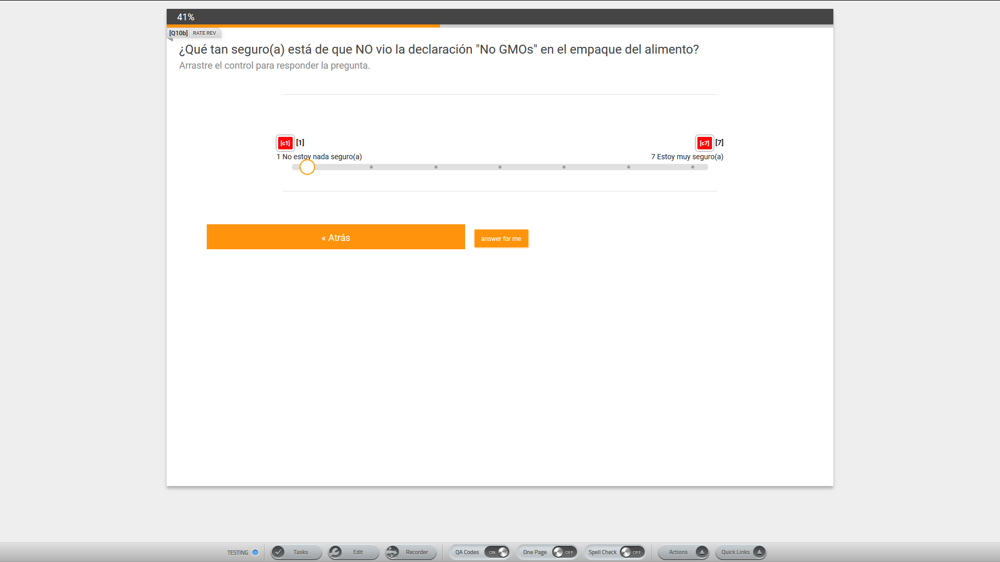 41%
[Q10b] RATE REV
¿Qué tan seguro(a) está de que NO vio la declaración "No GMOs" en el empaque del alimento?
Arrastre el control para responder la pregunta.
[c1] [1] [c7] [7]
1 No estoy nada seguro(a) 7 Estoy muy seguro(a)
« Atrás answer for me
TESTING Tasks Edit Recorder QA Codes ON One Page OFF Spell Check OFF Actions Quick Links